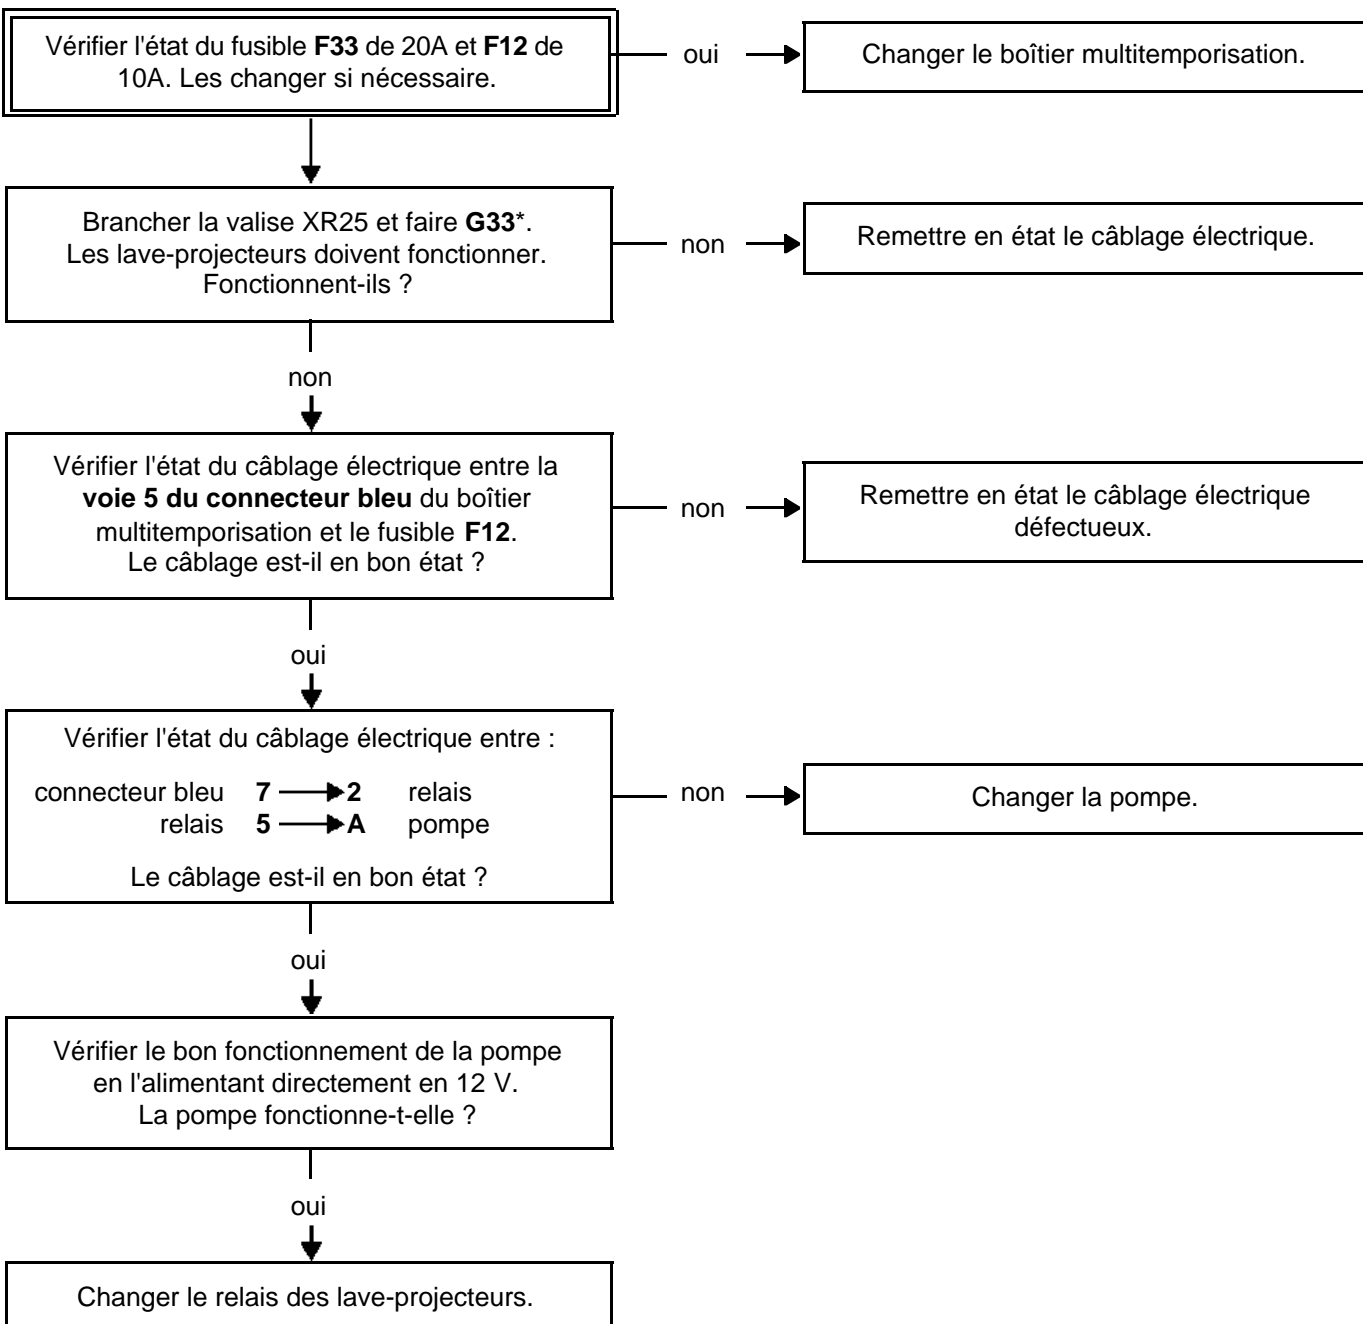 Vérifier l'état du fusible F33 de 20A et F12 de
10A. Les changer si nécessaire.
oui
Changer le boîtier multitemporisation.
Brancher la valise XR25 et faire G33*.
Les lave-projecteurs doivent fonctionner.
Fonctionnent-ils ?
non
Remettre en état le câblage électrique.
non
Vérifier l'état du câblage électrique entre la
voie 5 du connecteur bleu du boîtier
multitemporisation et le fusible F12.
Le câblage est-il en bon état ?
non
Remettre en état le câblage électrique
défectueux.
oui
Vérifier l'état du câblage électrique entre :
connecteur bleu 7 → 2 relais
relais 5 → A pompe
Le câblage est-il en bon état ?
non
Changer la pompe.
oui
Vérifier le bon fonctionnement de la pompe
en l'alimentant directement en 12 V.
La pompe fonctionne-t-elle ?
oui
Changer le relais des lave-projecteurs.